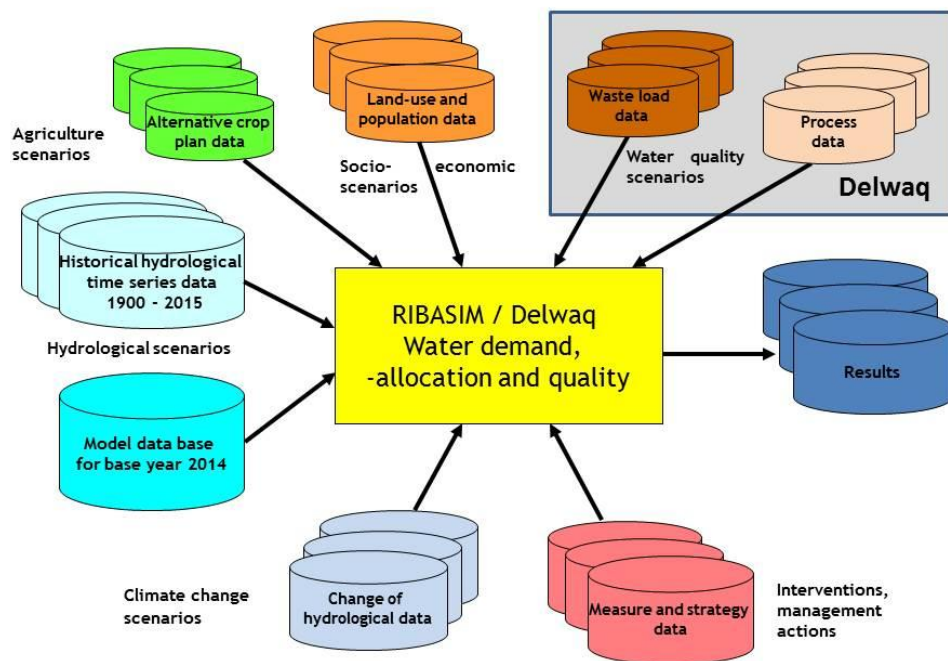 Agriculture scenarios
Alternative crop
plan data
Land-use and
population data
Socio- economic
scenarios
Waste load
data
Water quality
scenarios
Process
data
Delwaq
Historical hydrological
time series data
1900 - 2015
Hydrological scenarios
RIBASIM / Delwaq
Water demand,
-allocation and quality
Results
Model data base
for base year 2014
Climate change
scenarios
Change of
hydrological data
Measure and strategy
data
Interventions,
management
actions